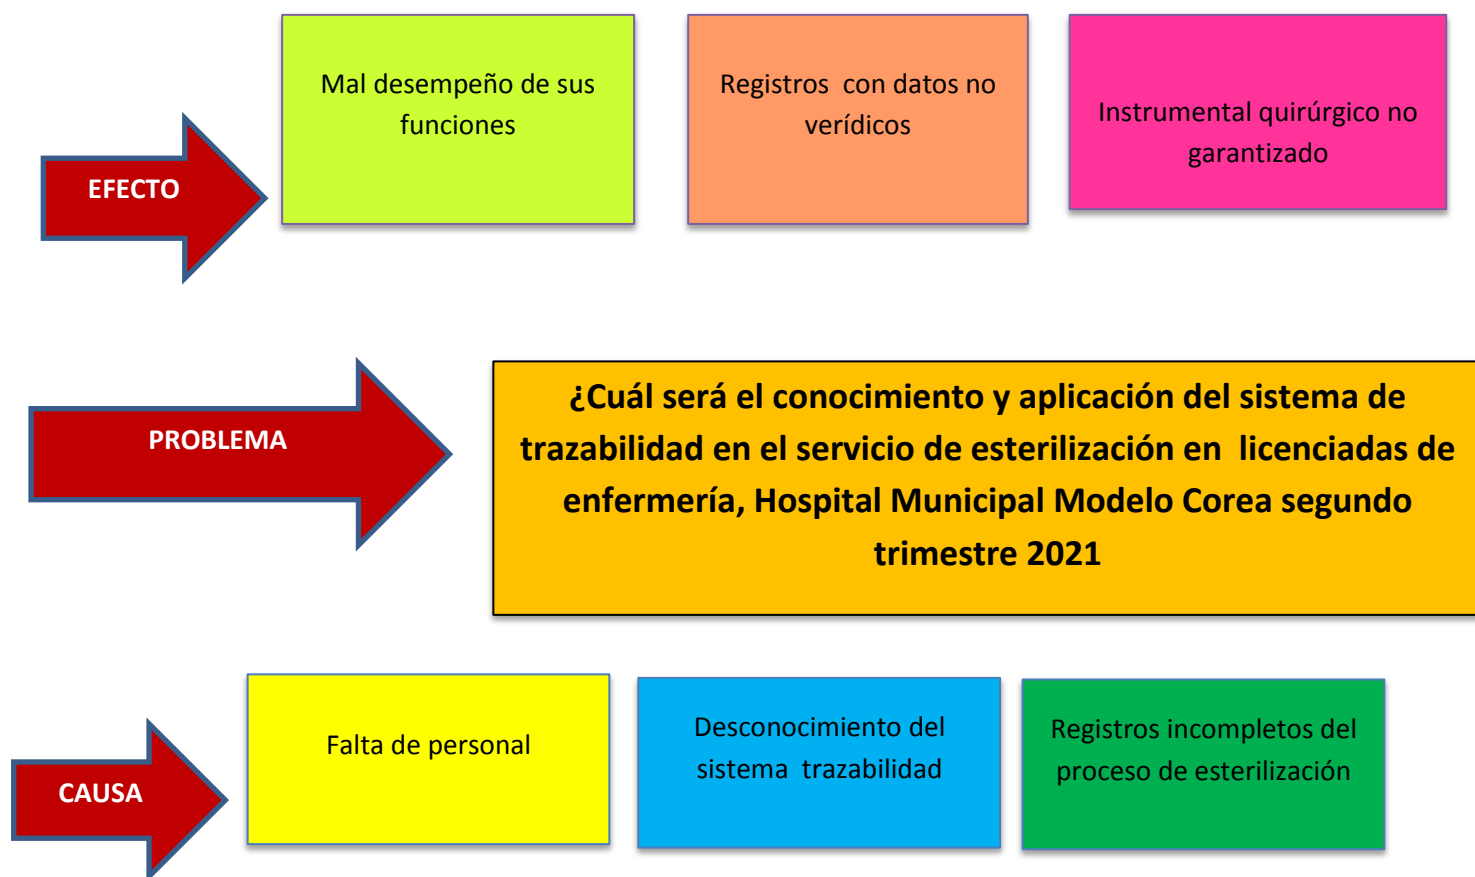 Mal desempeño de sus
funciones
Registros con datos no
verídicos
Instrumental quirúrgico no
garantizado
EFECTO
PROBLEMA
¿Cuál será el conocimiento y aplicación del sistema de
trazabilidad en el servicio de esterilización en licenciadas de
enfermería, Hospital Municipal Modelo Corea segundo
trimestre 2021
Falta de personal
Desconocimiento del
sistema trazabilidad
Registros incompletos del
proceso de esterilización
CAUSA